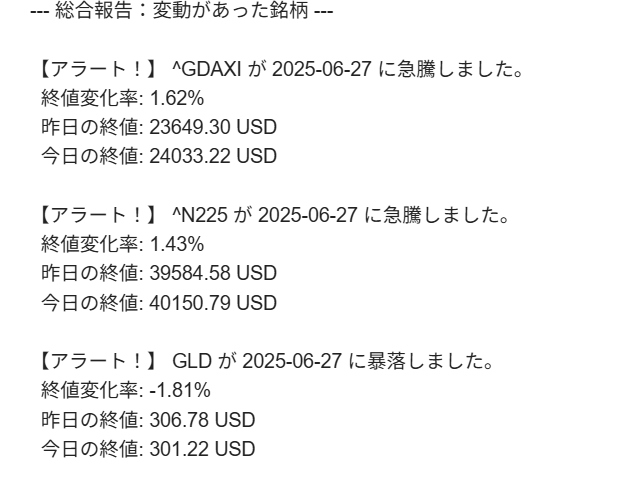 --- 総合報告：変動があった銘柄 ---
【アラート！】 ^GDAXI が 2025-06-27 に急騰しました。
終値変化率: 1.62%
昨日の終値: 23649.30 USD
今日の終値: 24033.22 USD
【アラート！】 ^N225 が 2025-06-27 に急騰しました。
終値変化率: 1.43%
昨日の終値: 39584.58 USD
今日の終値: 40150.79 USD
【アラート！】 GLD が 2025-06-27 に暴落しました。
終値変化率: -1.81%
昨日の終値: 306.78 USD
今日の終値: 301.22 USD